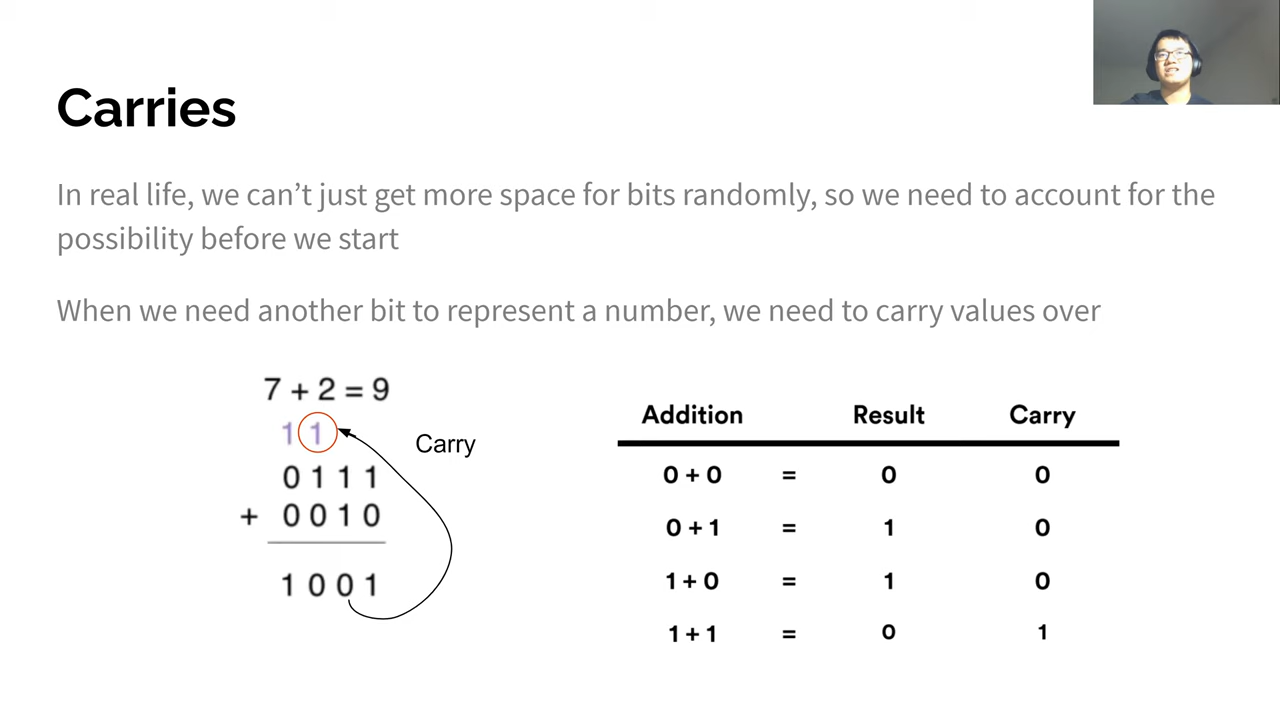 Carries
In real life, we can’t just get more space for bits randomly, so we need to account for the
possibility before we start
When we need another bit to represent a number, we need to carry values over
7 + 2 = 9
1 1
Carry
0 1 1 1
+ 0 0 1 0
1 0 0 1
Addition Result Carry
0 + 0 = 0 0
0 + 1 = 1 0
1 + 0 = 1 0
1 + 1 = 0 1